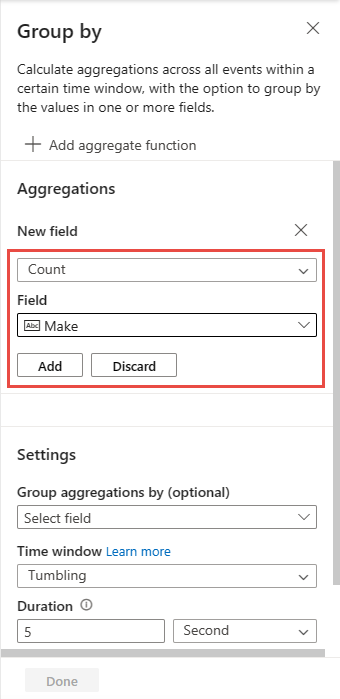 Group by
Calculate aggregations across all events within a
certain time window, with the option to group by
the values in one or more fields.
Add aggregate function
Aggregations
New field
Count
Field
Abc Make
Add Discard
Settings
Group aggregations by (optional)
Select field
Time window Learn more
Tumbling
Duration
5 Second
Done